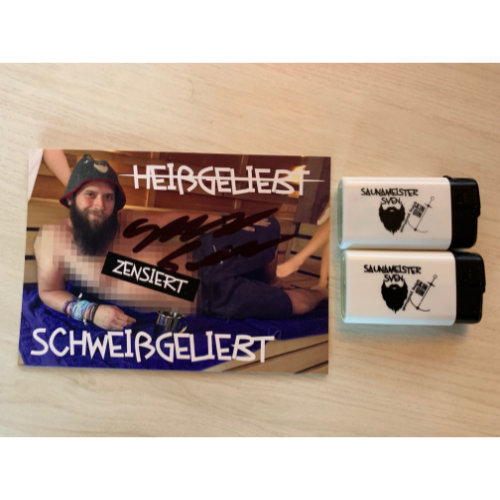 HEIßGELIEBT
ZENSIERT
SCHWEIßGELIEBT
SAUNAMEISTER
SVEN
SAUNAMEISTER
SVEN